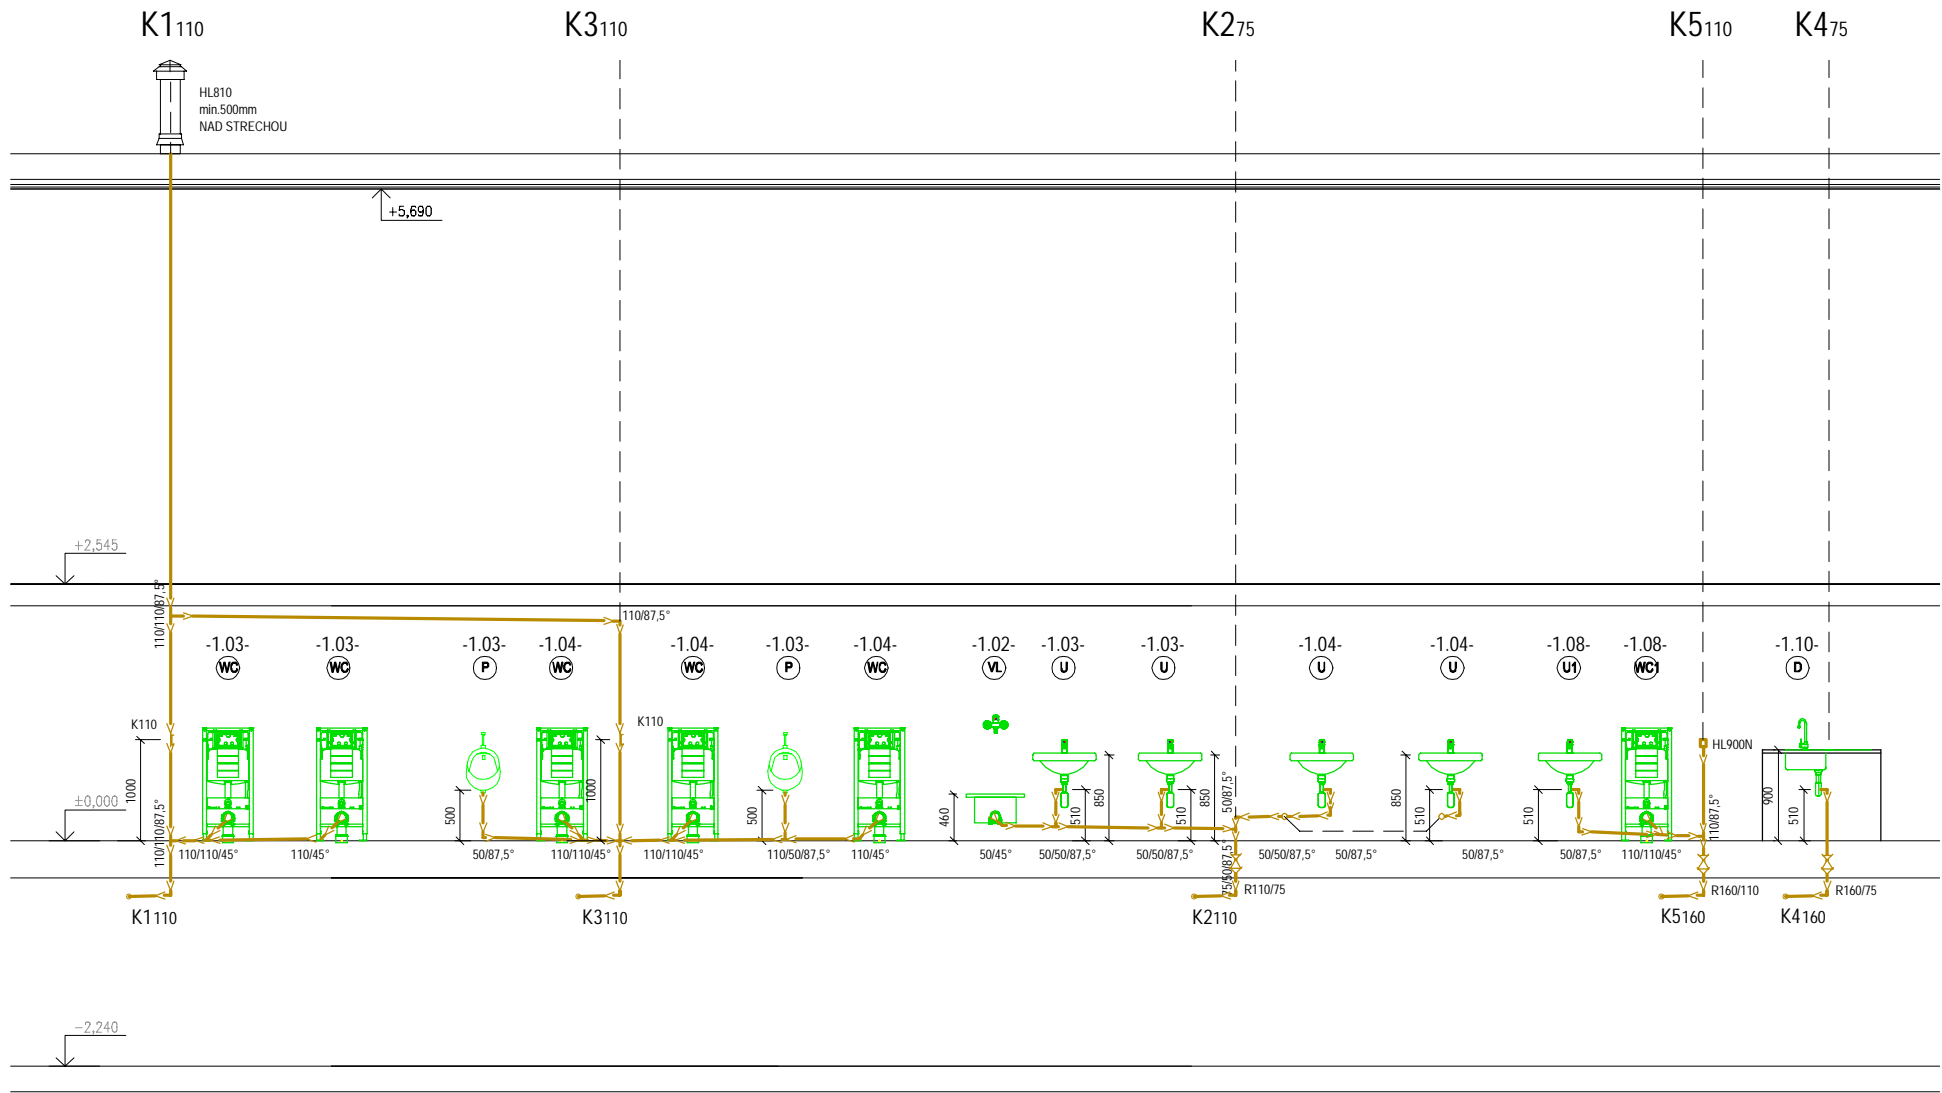 K1110
K3110
K275
K5110
K475
HL810
min.500mm
NAD STRECHOU
+5,690
+2,545
110/110/87,5°
110/87,5°
-1.03-
-1.03-
-1.03-
-1.04-
-1.04-
-1.03-
-1.04-
-1.02-
-1.03-
-1.03-
-1.04-
-1.04-
-1.08-
-1.08-
-1.10-
WC
WC
P
WC
WC
P
WC
VL
U
U
U
U
U1
WC1
D
K110
K110
HL900N
1000
500
1000
500
460
510
850
510
850
50/87,5°
850
510
510
110/87,5°
900
510
±0,000
110/110/87,5°
110/110/45°
110/45°
50/87,5°
110/110/45°
110/110/45°
110/50/87,5°
110/45°
50/45°
50/50/87,5°
50/50/87,5°
75/50/87,5°
50/50/87,5°
50/87,5°
50/87,5°
50/87,5°
110/110/45°
R110/75
R160/110
R160/75
K1110
K3110
K2110
K5160
K4160
-2,240